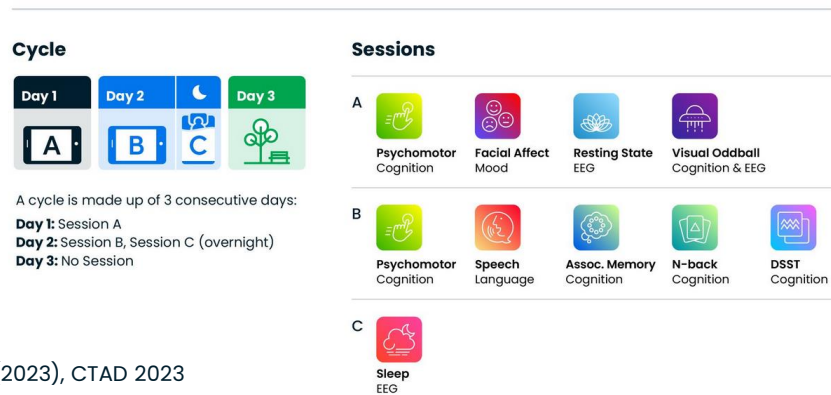 Cycle
Day 1
Day 2
Day 3
A
B
C
A cycle is made up of 3 consecutive days:
Day 1: Session A
Day 2: Session B, Session C (overnight)
Day 3: No Session
Sessions
A
Psychomotor
Cognition
Facial Affect
Mood
Resting State
EEG
Visual Oddball
Cognition & EEG
B
Psychomotor
Cognition
Speech
Language
Assoc. Memory
Cognition
N-back
Cognition
DSST
Cognition
C
Sleep
EEG
2023), CTAD 2023